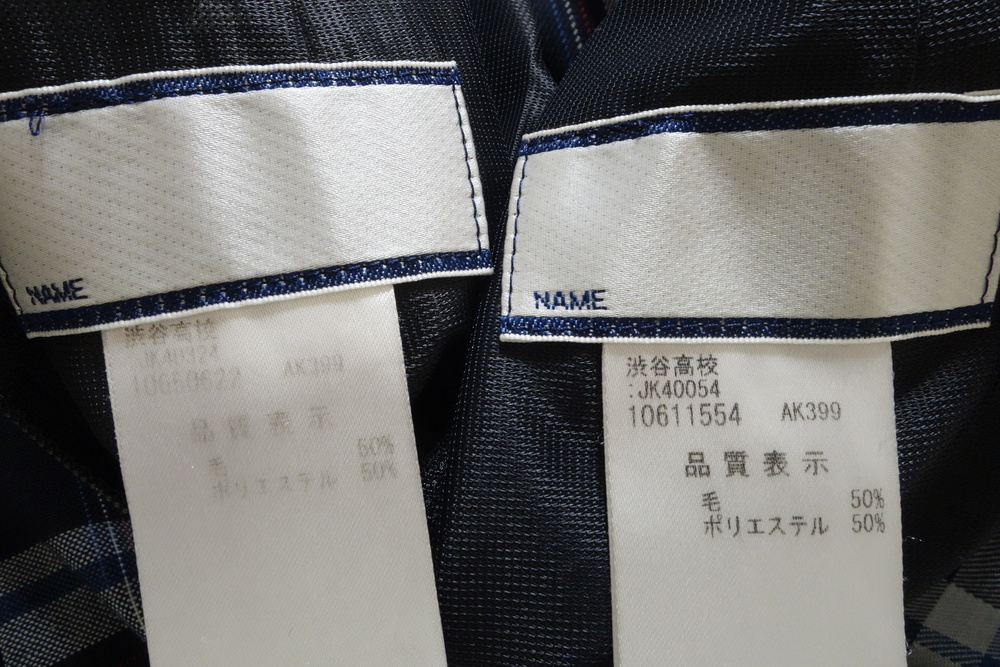 NAME
渋谷高校
JK40324
AK399
品質表示
毛 50%
ポリエステル 50%
NAME
渋谷高校
:JK40054
10611554 AK399
品質表示
毛 50%
ポリエステル 50%